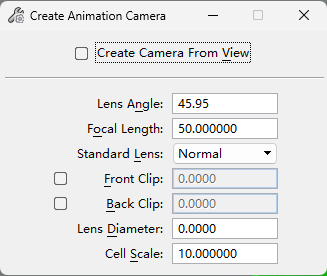 Create Animation Camera
Create Camera From View
Lens Angle: 45.95
Focal Length: 50.000000
Standard Lens: Normal
Front Clip: 0.0000
Back Clip: 0.0000
Lens Diameter: 0.0000
Cell Scale: 10.000000